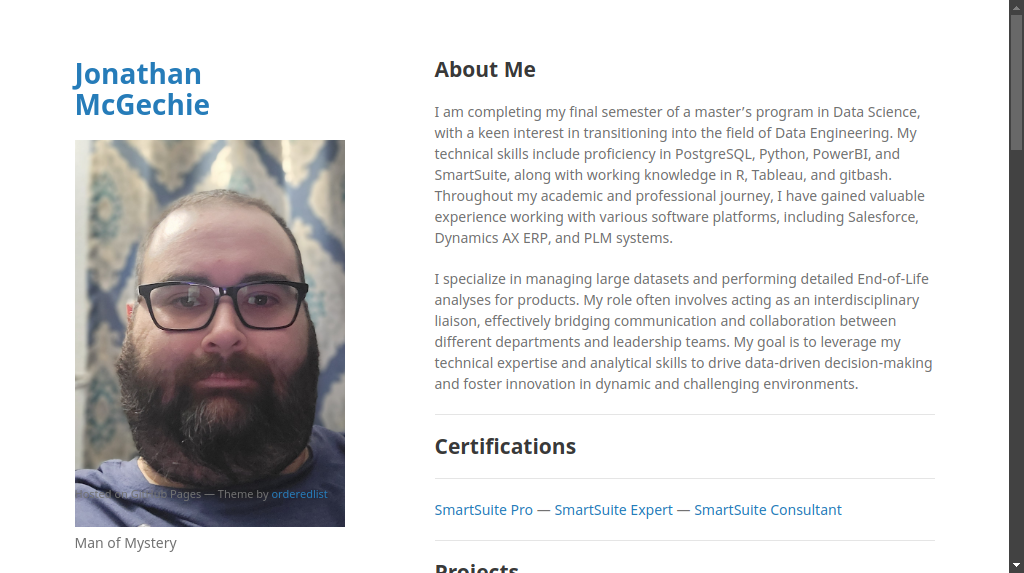 Jonathan
McGechie
Hosted on GitHub Pages — Theme by orderedlist
Man of Mystery
About Me
I am completing my final semester of a master's program in Data Science,
with a keen interest in transitioning into the field of Data Engineering. My
technical skills include proficiency in PostgreSQL, Python, PowerBI, and
SmartSuite, along with working knowledge in R, Tableau, and gitbash.
Throughout my academic and professional journey, I have gained valuable
experience working with various software platforms, including Salesforce,
Dynamics AX ERP, and PLM systems.
I specialize in managing large datasets and performing detailed End-of-Life
analyses for products. My role often involves acting as an interdisciplinary
liaison, effectively bridging communication and collaboration between
different departments and leadership teams. My goal is to leverage my
technical expertise and analytical skills to drive data-driven decision-making
and foster innovation in dynamic and challenging environments.
Certifications
SmartSuite Pro — SmartSuite Expert — SmartSuite Consultant
Projects